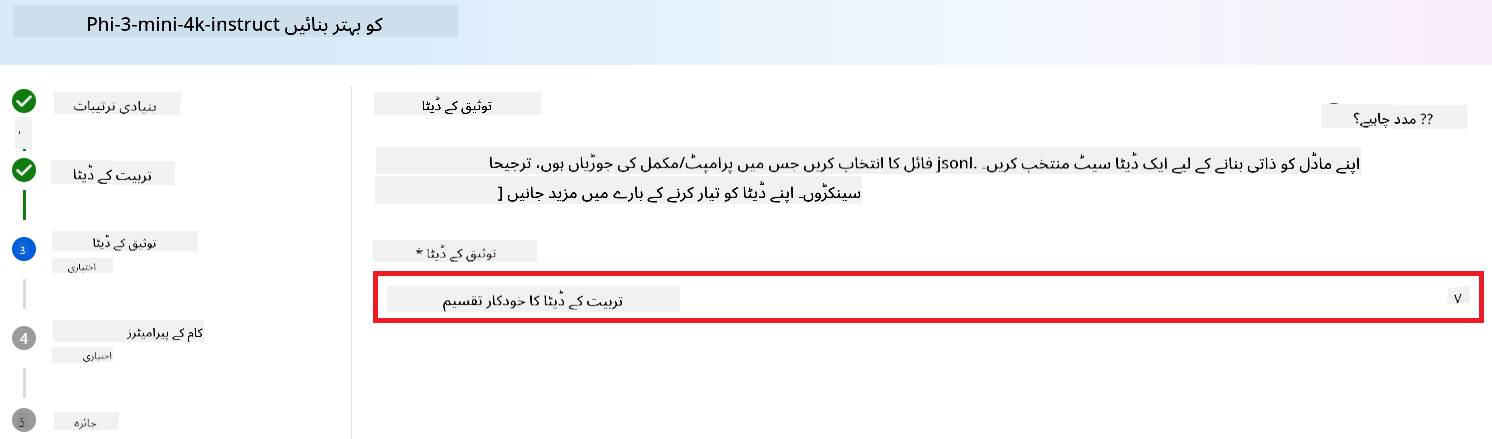 Phi-3-mini-4k-instruct کو بہتر بنائیں
بنیادی ترتیبات
تربیت کے ڈیٹا
3
توثیق کے ڈیٹا
اختیاری
4
کام کے پیرامیٹرز
اختیاری
5
جائزہ
توثیق کے ڈیٹا
?? مدد چاہیے؟
اپنے ماڈل کو ذاتی بنانے کے لیے ایک ڈیٹا سیٹ منتخب کریں۔ .jsonl فائل کا انتخاب کریں جس میں پرامپٹ/مکمل کی جوڑیاں ہوں، ترجیحا
سینکڑوں۔ اپنے ڈیٹا کو تیار کرنے کے بارے میں مزید جانیں [
توثیق کے ڈیٹا *
تربیت کے ڈیٹا کا خودکار تقسیم
V